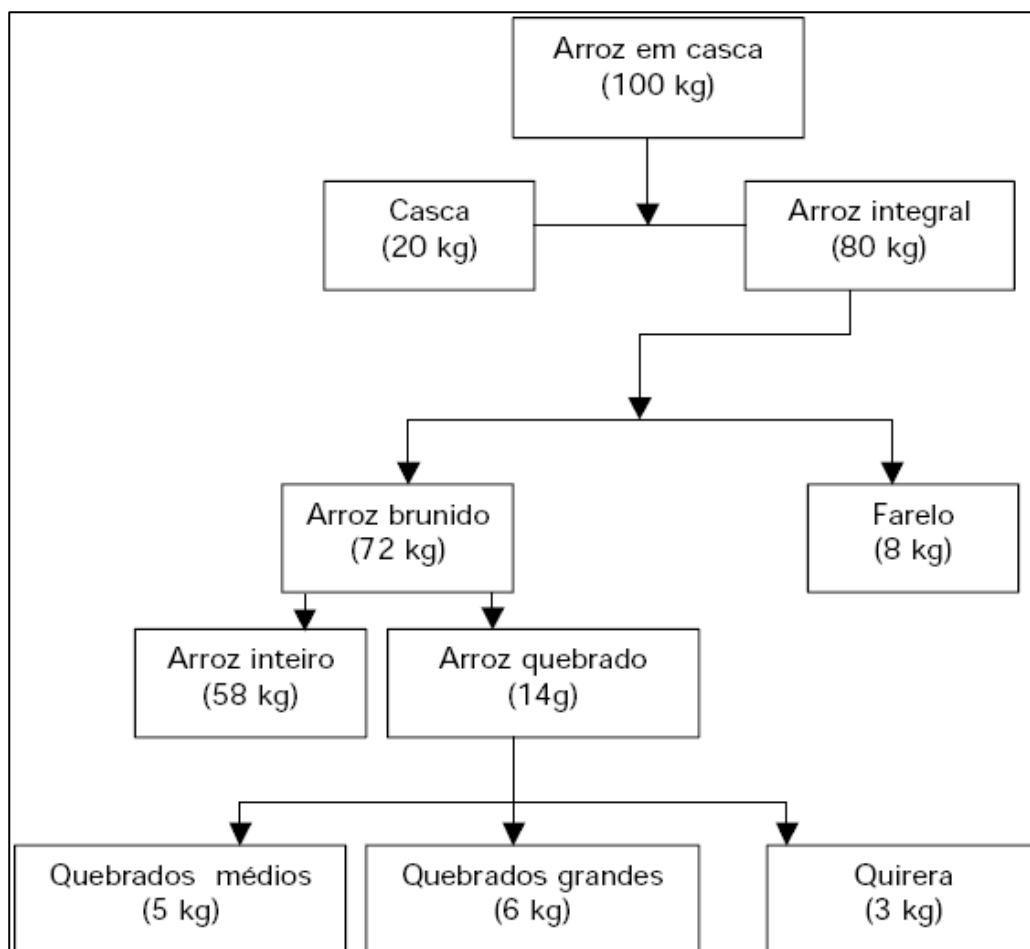 Arroz em casca
(100 kg)
Casca
(20 kg)
Arroz integral
(80 kg)
Arroz brunido
(72 kg)
Farelo
(8 kg)
Arroz inteiro
(58 kg)
Arroz quebrado
(14g)
Quebrados médios
(5 kg)
Quebrados grandes
(6 kg)
Quirera
(3 kg)